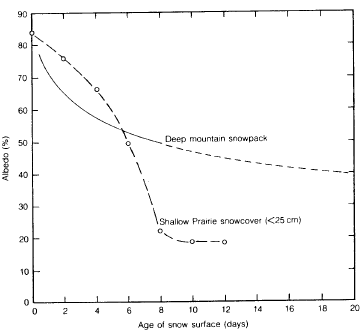 90
80
70
60
50
40
30
20
10
0
Albedo (%)
Deep mountain snowpack
Shallow Prairie snowcover (<25 cm)
0 2 4 6 8 10 12 14 16 18 20
Age of snow surface (days)